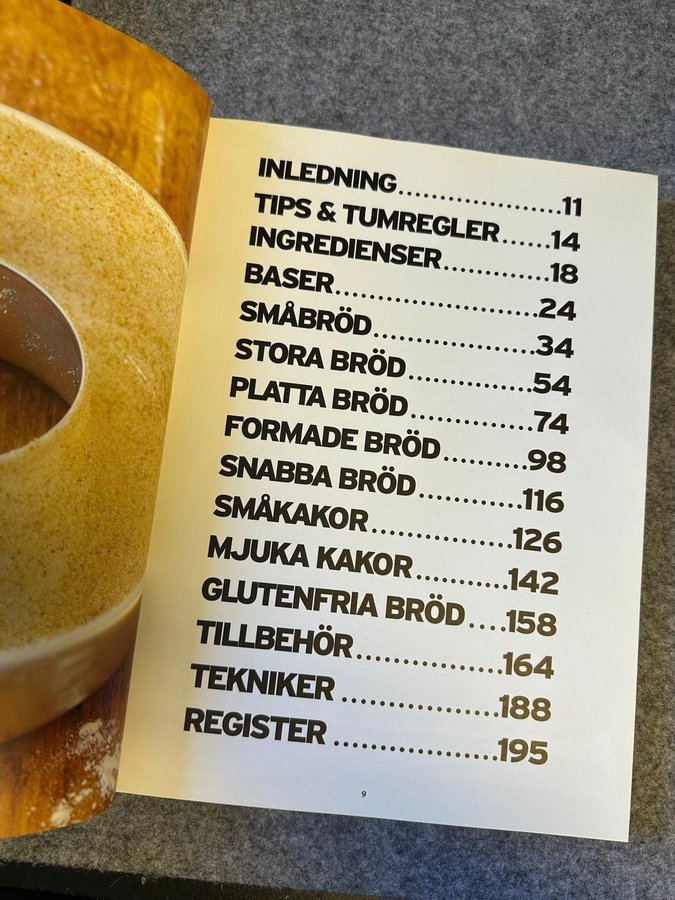 INLEDNING....................11
TIPS & TUMREGLER......14
INGREDIENSER.............18
BASER........................24
SMÅBRÖD...................34
STORA BRÖD...............54
PLATTA BRÖD..............74
FORMADE BRÖD..........98
SNABBA BRÖD............116
SMÅKAKOR................126
MJUKA KAKOR...........142
GLUTENFRIA BRÖD....158
TILLBEHÖR.................164
TEKNIKER ..................188
REGISTER ...................195
9